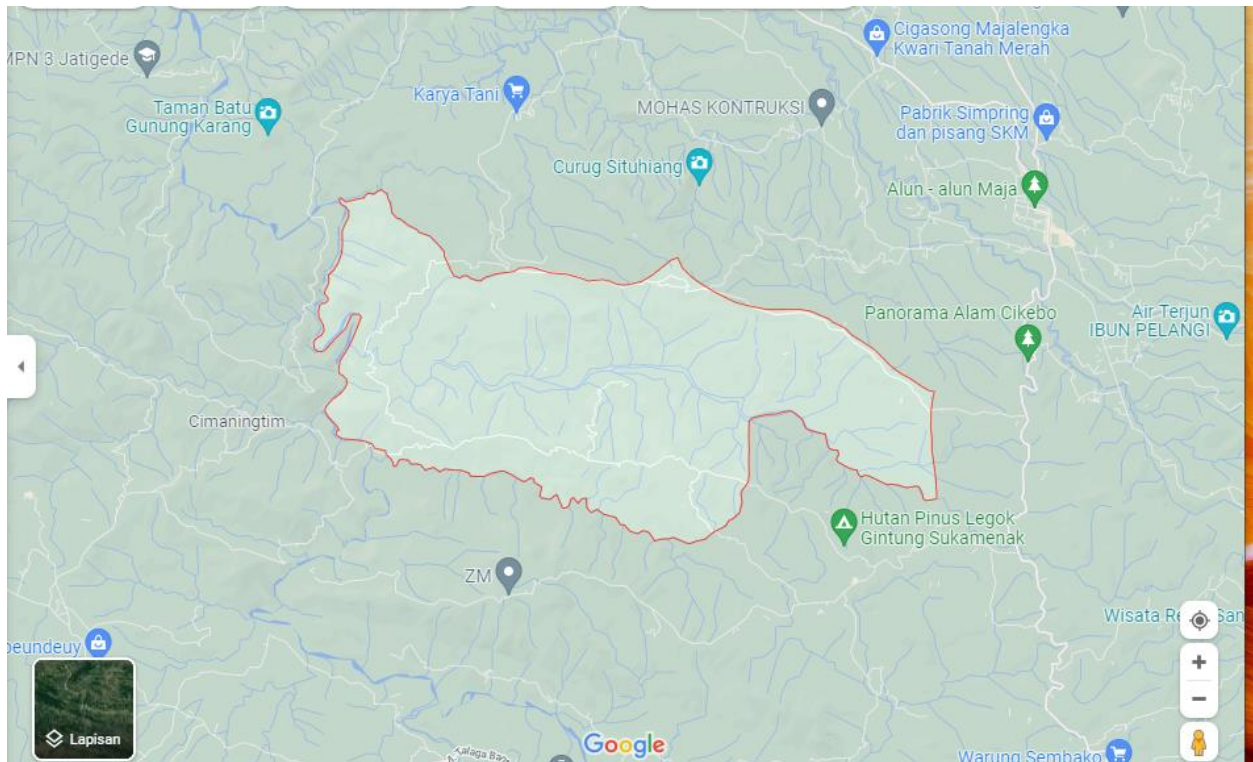 Cigasong Majalengka
Kwari Tanah Merah
MPN 3 Jatigede
Karya Tani
Taman Batu
Gunung Karang
MOHAS KONTRUKSI
Pabrik Simpring
dan pisang SKM
Curug Situhiang
Alun - alun Maja
Panorama Alam Cikebo
Air Terjun
IBUN PELANGI
Cimaningtim
Hutan Pinus Legok
Gintung Sukamenak
ZM
Wisata
peundeuy
Lapisan
Google
Warung Sembako